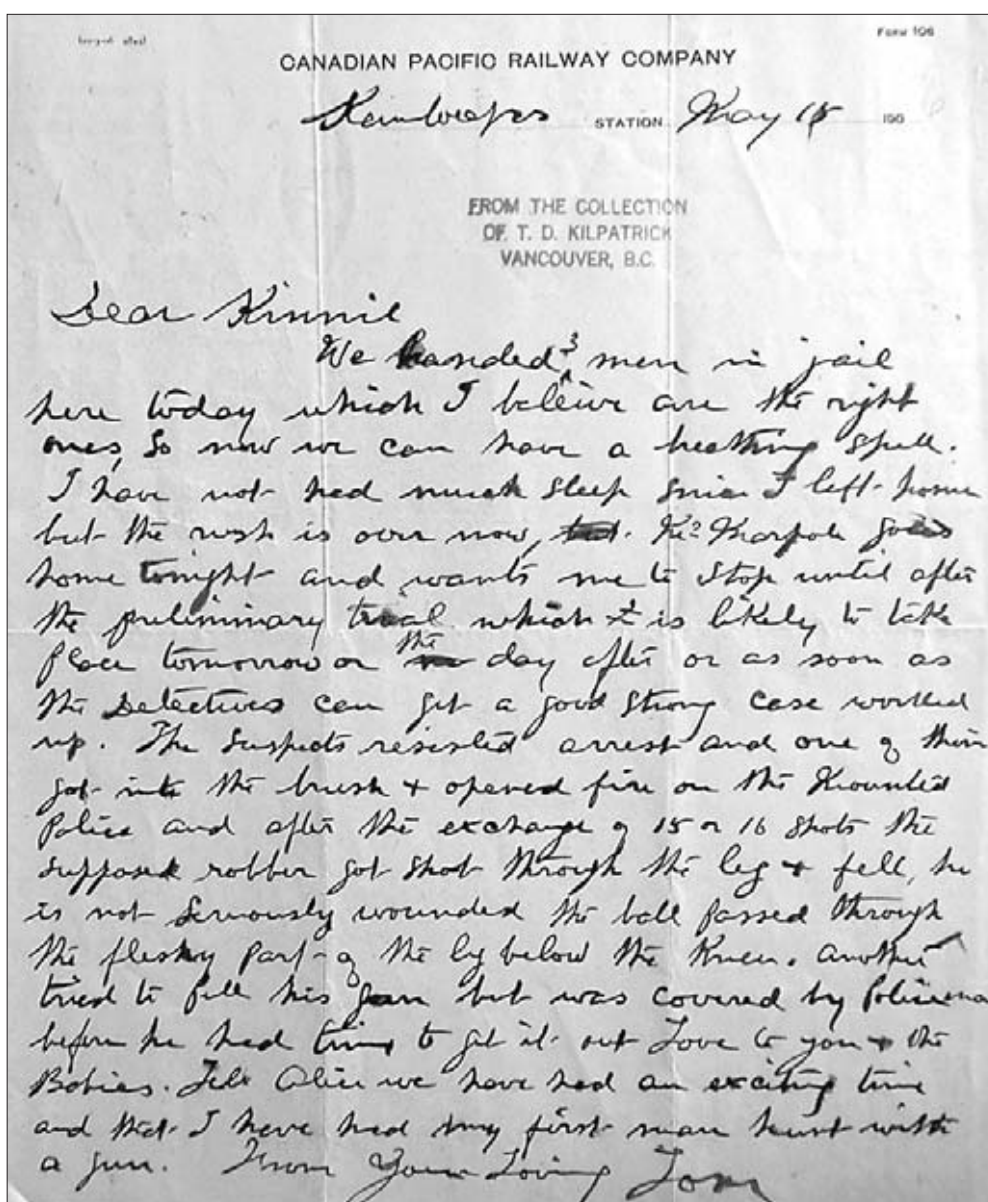 Form 106
CANADIAN PACIFIC RAILWAY COMPANY
Kamloops STATION May 15 190 6
FROM THE COLLECTION
OF T. D. KILPATRICK
VANCOUVER, B.C.
Dear Kinnie
We handed 3 men in jail
here today which I beleive are the right
ones, So now we can have a breathing spell.
I have not had much sleep since I left home
but the rush is over now, Mr Marpole goes
home tonight and wants me to stop until after
the preliminary trial which is likely to take
place tomorrow or the day after or as soon as
the Detectives can get a good strong case worked
up. The suspects resisted arrest and one of them
got into the brush & opened fire on the Mounted
Police and after the exchange of 15 or 16 shots the
supposed robber got shot through the leg & fell, he
is not seriously wounded the ball passed through
the fleshy part of the leg below the Knee. another
tried to pull his gun but was covered by Policeman
before he had time to get it out Love to you & the
Babies. Tell Alice we have had an exciting time
and that I have had my first man hunt with
a gun. From Your Loving Tom